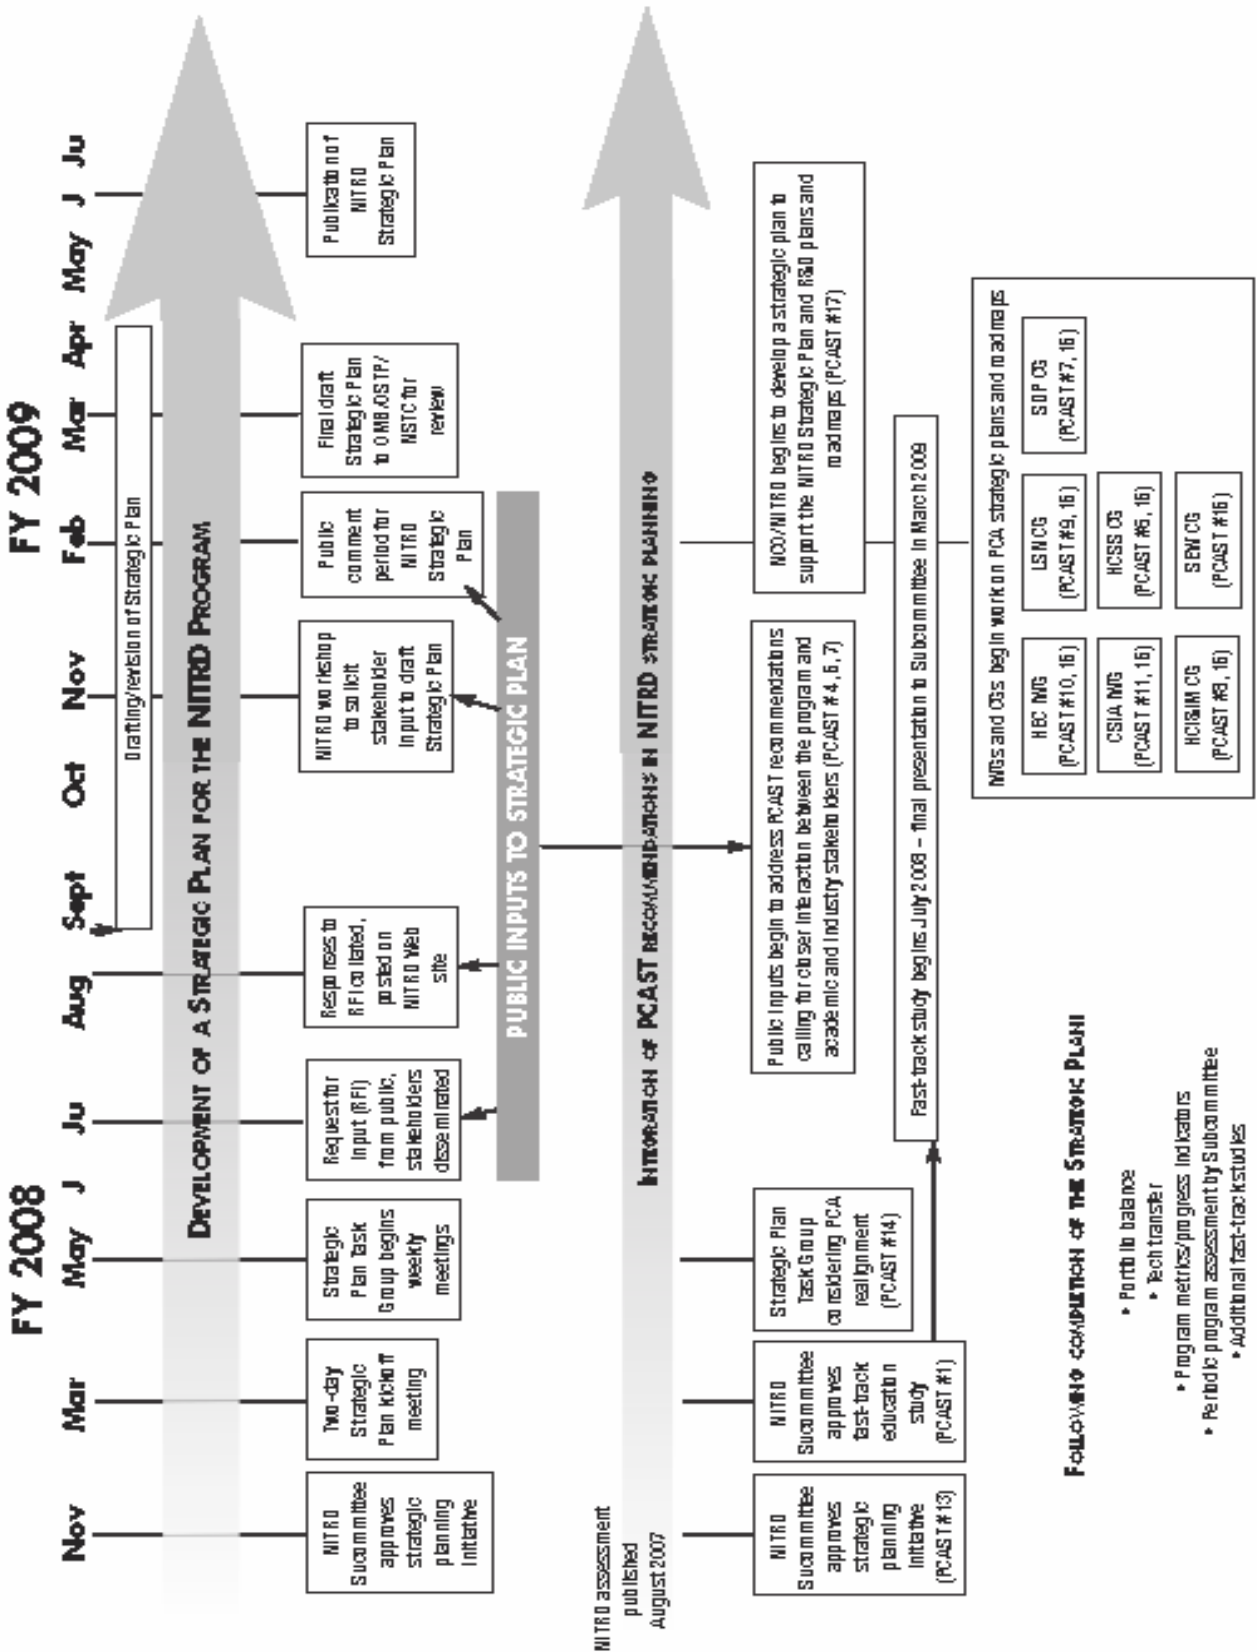 FY 2008
FY 2009
Nov
Mar
May
J
Ju
Aug
Sept
Oct
Nov
Feb
Mar
Apr
May
J
Ju
Drafting/revision of Strategic Plan
DEVELOPMENT OF A STRATEGIC PLAN FOR THE NITRD PROGRAM
NITRD
Sucommittee
approves
strategic
planning
initiative
Two-day
Strategic
Plan kickoff
meeting
Strategic
Plan Task
Group begins
weekly
meetings
Request for
Input (RFI)
from public,
stakeholders
disseminated
Responses to
RFI collated,
posted on
NITRD Web
site
NITRD workshop
to solicit
stakeholder
input to draft
Strategic Plan
Public
comment
period for
NITRD
Strategic
Plan
Final draft
Strategic Plan
to OMB/OSTP/
NSTC for
review
Publication of
NITRD
Strategic Plan
PUBLIC INPUTS TO STRATEGIC PLAN
NITRD assessment
published
August 2007
INTEGRATION OF PCAST RECOMMENDATIONS IN NITRD STRATEGIC PLANNING
NITRD
Sucommittee
approves
strategic
planning
initiative
(PCAST #13)
NITRD
Sucommittee
approves
fast-track
education
study
(PCAST #1)
Strategic Plan
Task Group
considering PCA
realignment
(PCAST #14)
Public inputs begin to address PCAST recommendations
calling for closer interaction between the program and
academic and industry stakeholders (PCAST #4, 6, 7)
NCO/NITRD begins to develop a strategic plan to
support the NITRD Strategic Plan and R&D plans and
roadmaps (PCAST #17)
Fast-track study begins July 2008 – final presentation to Subcommittee in March 2009
IWGs and CGs begin work on PCA strategic plans and roadmaps
HEC IWG
(PCAST #10, 16)
LSN CG
(PCAST #9, 16)
SDP CG
(PCAST #7, 16)
CSIA IWG
(PCAST #11, 16)
HCSS CG
(PCAST #6, 16)
HCI&IM CG
(PCAST #8, 16)
SEW CG
(PCAST #16)
FOLLOWING COMPLETION OF THE STRATEGIC PLAN:
• Portfolio balance
• Tech transfer
• Program metrics/progress indicators
• Periodic program assessment by Subcommittee
• Additional fast-track studies